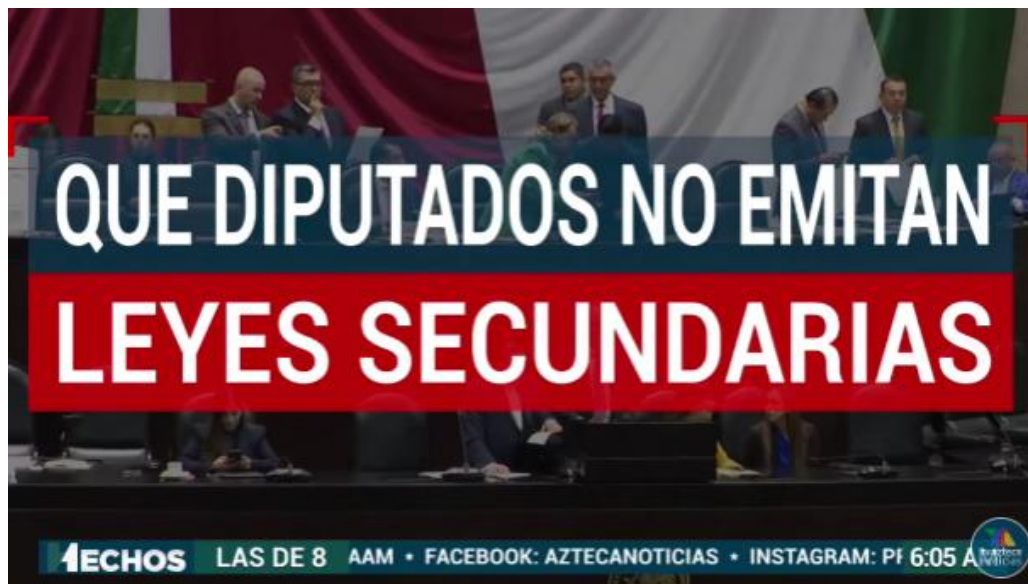 QUE DIPUTADOS NO EMITAN
LEYES SECUNDARIAS
HECHOS LAS DE 8 AAM • FACEBOOK: AZTECANOTICIAS • INSTAGRAM: 6:05 A